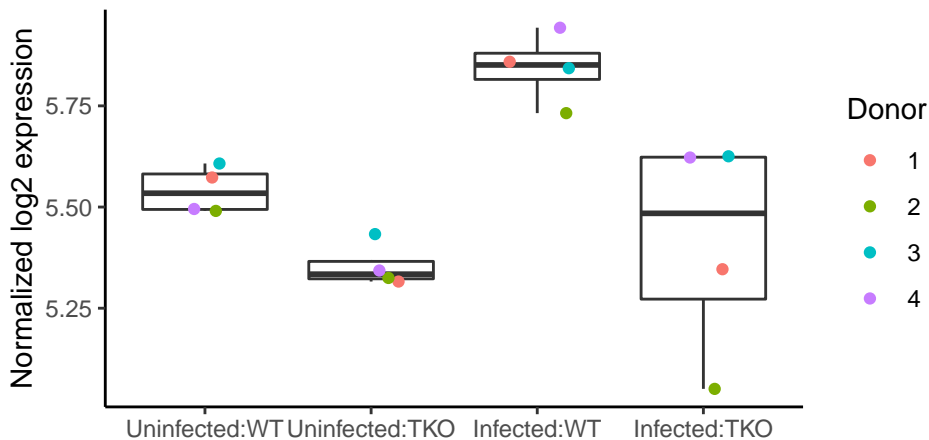 Normalized log2 expression
5.75
5.50
5.25
Uninfected:WT Uninfected:TKO Infected:WT Infected:TKO
Donor
1
2
3
4